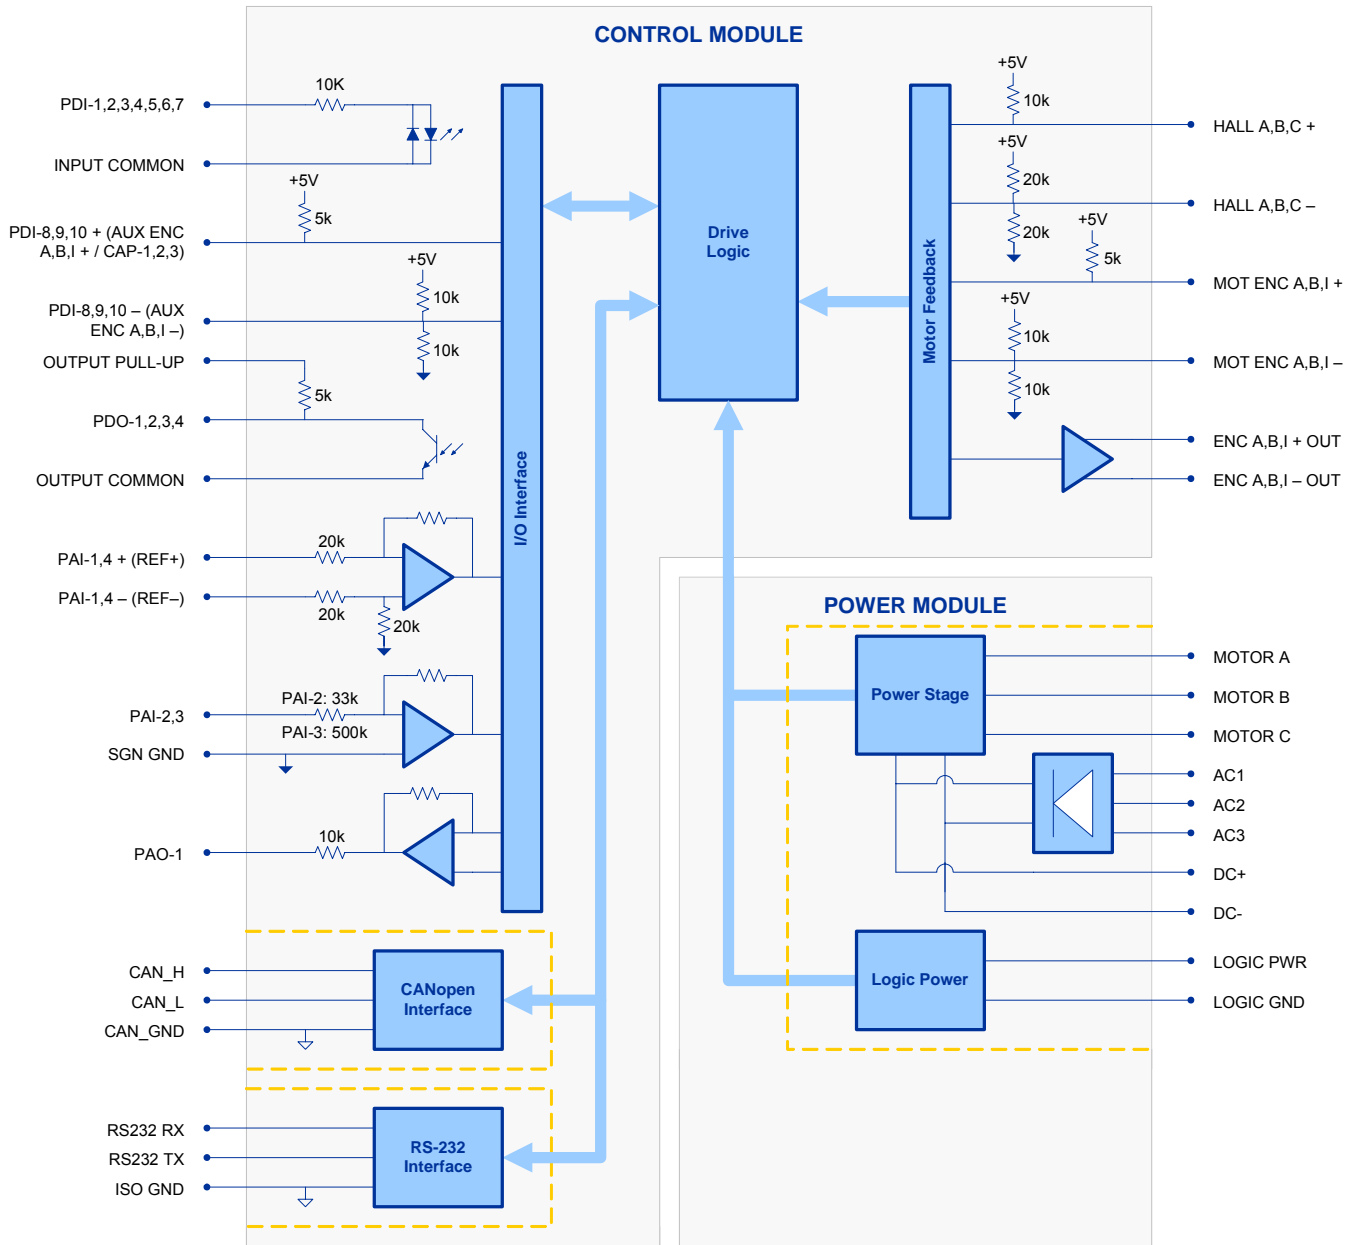 CONTROL MODULE
PDI-1,2,3,4,5,6,7
10K
INPUT COMMON
+5V
5k
PDI-8,9,10 + (AUX ENC
A,B,I + / CAP-1,2,3)
+5V
10k
PDI-8,9,10 – (AUX
ENC A,B,I –)
10k
OUTPUT PULL-UP
5k
PDO-1,2,3,4
OUTPUT COMMON
PAI-1,4 + (REF+)
20k
PAI-1,4 – (REF–)
20k
20k
PAI-2: 33k
PAI-2,3
PAI-3: 500k
SGN GND
PAO-1
10k
I/O Interface
Drive
Logic
Motor Feedback
+5V
10k
HALL A,B,C +
+5V
20k
HALL A,B,C –
20k
+5V
5k
MOT ENC A,B,I +
+5V
10k
MOT ENC A,B,I –
10k
ENC A,B,I + OUT
ENC A,B,I – OUT
CAN_H
CAN_L
CAN_GND
CANopen
Interface
RS232 RX
RS232 TX
ISO GND
RS-232
Interface
POWER MODULE
Power Stage
MOTOR A
MOTOR B
MOTOR C
AC1
AC2
AC3
DC+
DC-
Logic Power
LOGIC PWR
LOGIC GND